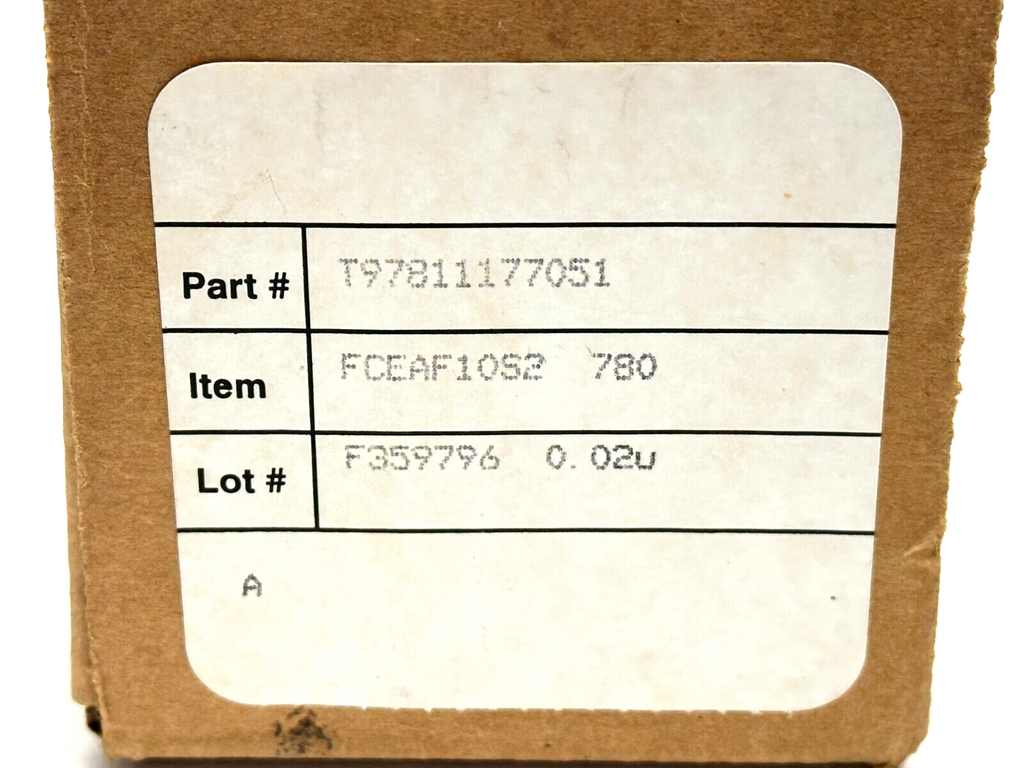 Part # T97811177051
Item FCEAF10S2 780
Lot # F359796 0.02u
A